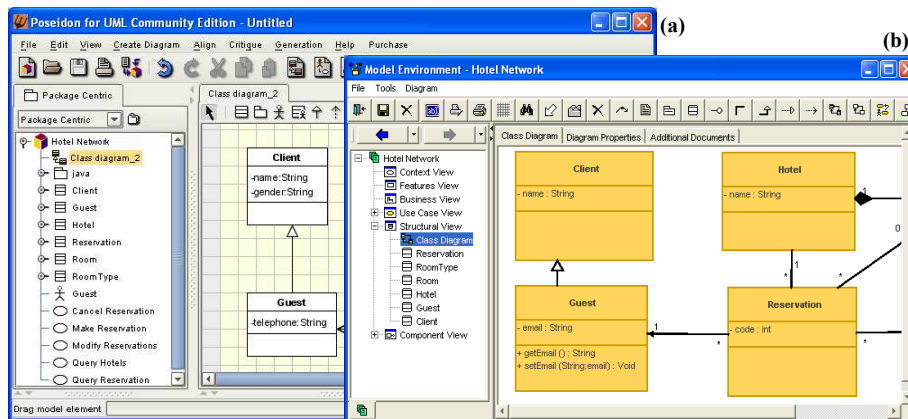 Poseidon for UML Community Edition - Untitled
(a)
File Edit View Create Diagram Align Critique Generation Help Purchase
Package Centric
Package Centric
Hotel Network
Class diagram_2
java
Client
Guest
Hotel
Reservation
Room
RoomType
Guest
Cancel Reservation
Make Reservation
Modify Reservations
Query Hotels
Query Reservation
Drag model element
Class diagram_2
Client
-name:String
-gender:String
Guest
-telephone:String
(b)
Model Environment - Hotel Network
File Tools Diagram
Hotel Network
Context View
Features View
Business View
Use Case View
Structural View
Class Diagram
Reservation
RoomType
Room
Hotel
Guest
Client
Component View
Class Diagram Diagram Properties Additional Documents
Client
- name : String
Hotel
- name : String
1
0
1
*
*
Guest
- email : String
+ getEmail () : String
+ setEmail (String:email) : Void
1
*
Reservation
- code : int
*